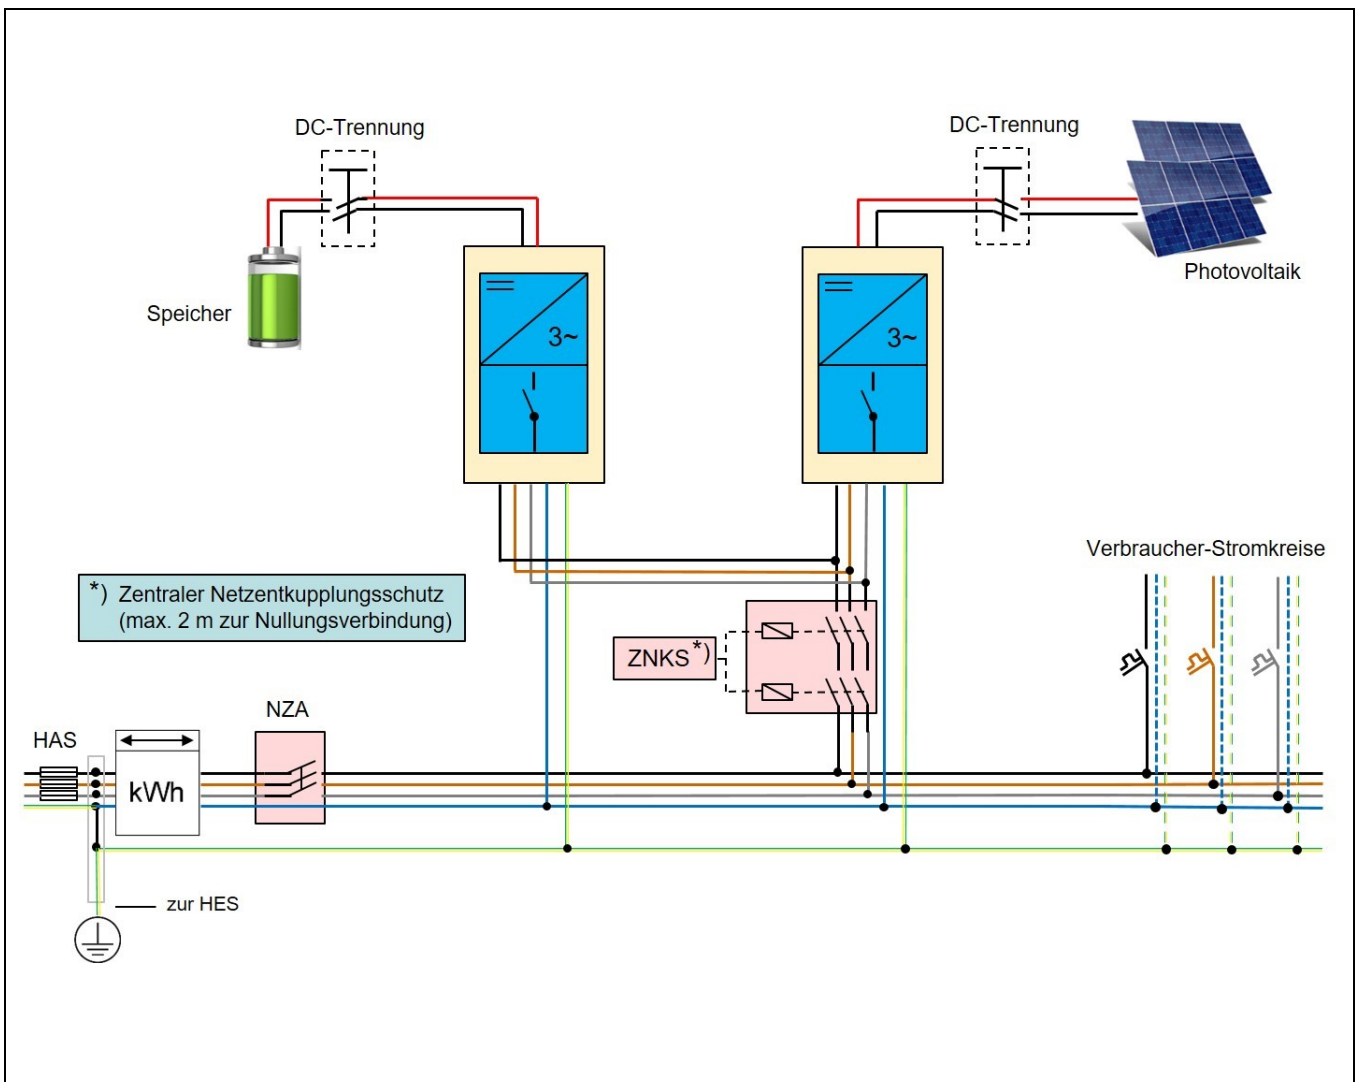 DC-Trennung
DC-Trennung
Photovoltaik
Speicher
3~
3~
Verbraucher-Stromkreise
*) Zentraler Netzentkupplungsschutz
(max. 2 m zur Nullungsverbindung)
ZNKS*)
NZA
HAS
kWh
zur HES